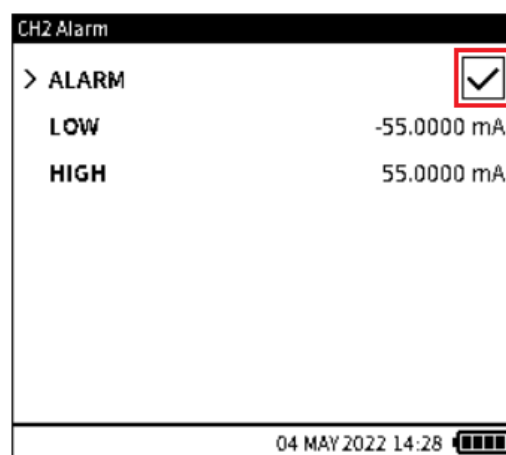 CH2 Alarm
> ALARM
LOW -55.0000 mA
HIGH 55.0000 mA
04 MAY 2022 14:28